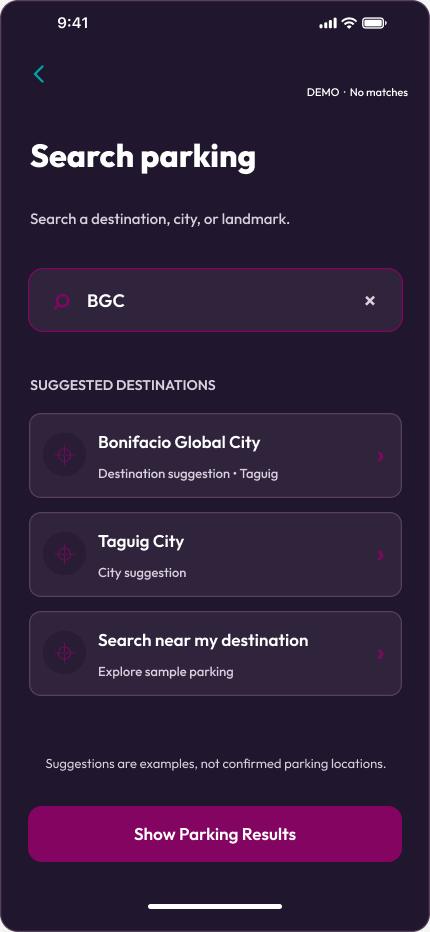 9:41
DEMO · No matches
Search parking
Search a destination, city, or landmark.
BGC
SUGGESTED DESTINATIONS
Bonifacio Global City
Destination suggestion • Taguig
Taguig City
City suggestion
Search near my destination
Explore sample parking
Suggestions are examples, not confirmed parking locations.
Show Parking Results